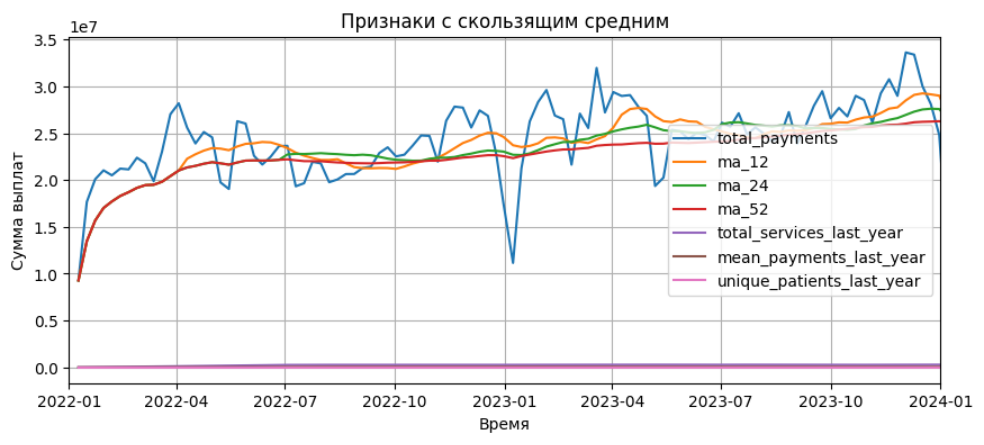 Признаки с скользящим средним
1e7
3.5
3.0
2.5
2.0
1.5
1.0
0.5
0.0
Сумма выплат
total_payments
ma_12
ma_24
ma_52
total_services_last_year
mean_payments_last_year
unique_patients_last_year
2022-01 2022-04 2022-07 2022-10 2023-01 2023-04 2023-07 2023-10 2024-01
Время